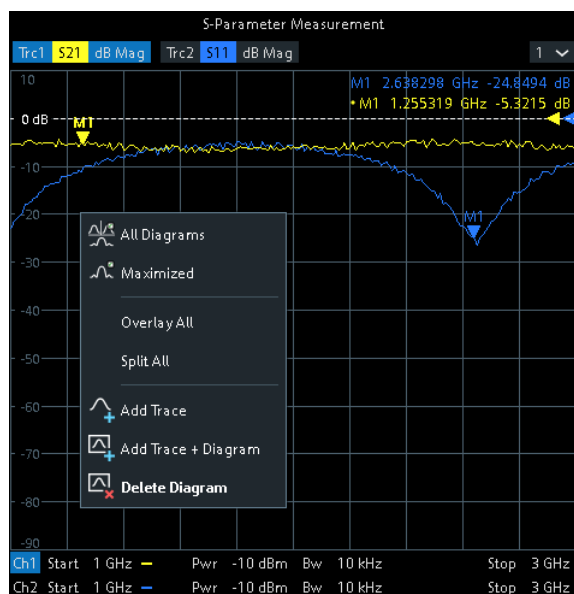 S-Parameter Measurement
Trc1 S21 dB Mag Trc2 S11 dB Mag 1
10
M1 2.638298 GHz -24.8494 dB
• M1 1.255319 GHz -5.3215 dB
0 dB
M1
-10
-20
M1
All Diagrams
-30
Maximized
Overlay All
-40
Split All
-50
Add Trace
-60
Add Trace + Diagram
-70
Delete Diagram
-80
-90
Ch1 Start 1 GHz — Pwr -10 dBm Bw 10 kHz Stop 3 GHz
Ch2 Start 1 GHz — Pwr -10 dBm Bw 10 kHz Stop 3 GHz